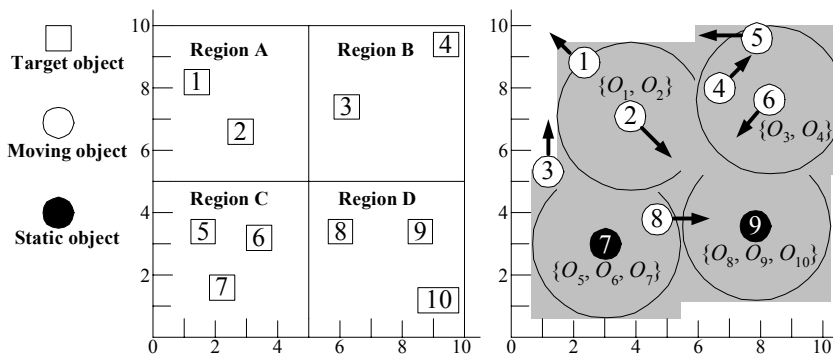 Target object
Moving object
Static object
10
8
6
4
2
0 2 4 6 8 10
Region A
Region B
Region C
Region D
1
2
3
4
5
6
7
8
9
10
10
8
6
4
2
0 2 4 6 8 10
1
2
3
4
5
6
7
8
9
{O1, O2}
{O3, O4}
{O5, O6, O7}
{O8, O9, O10}